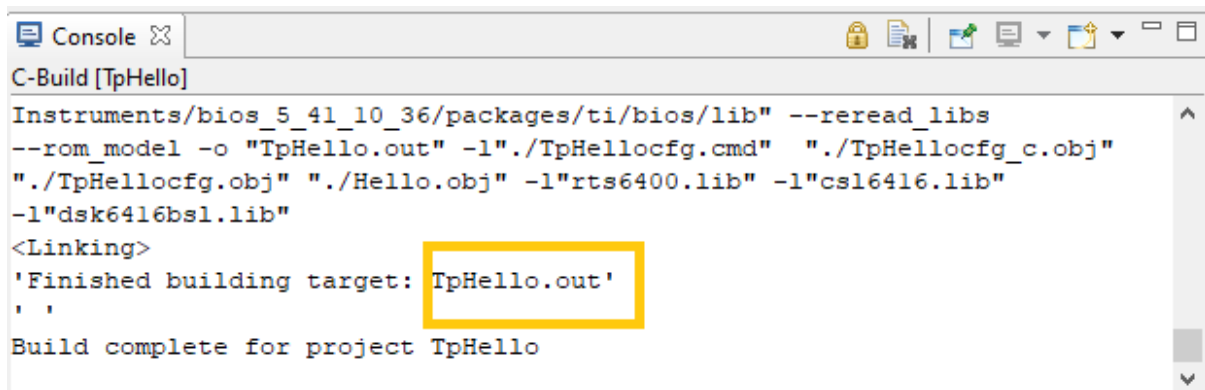 Console
C-Build [TpHello]
Instruments/bios_5_41_10_36/packages/ti/bios/lib" --reread_libs
--rom_model -o "TpHello.out" -l"./TpHellocfg.cmd"  "./TpHellocfg_c.obj"
"./TpHellocfg.obj" "./Hello.obj" -l"rts6400.lib" -l"csl6416.lib"
-l"dsk6416bsl.lib"
<Linking>
'Finished building target: TpHello.out'
' '
Build complete for project TpHello